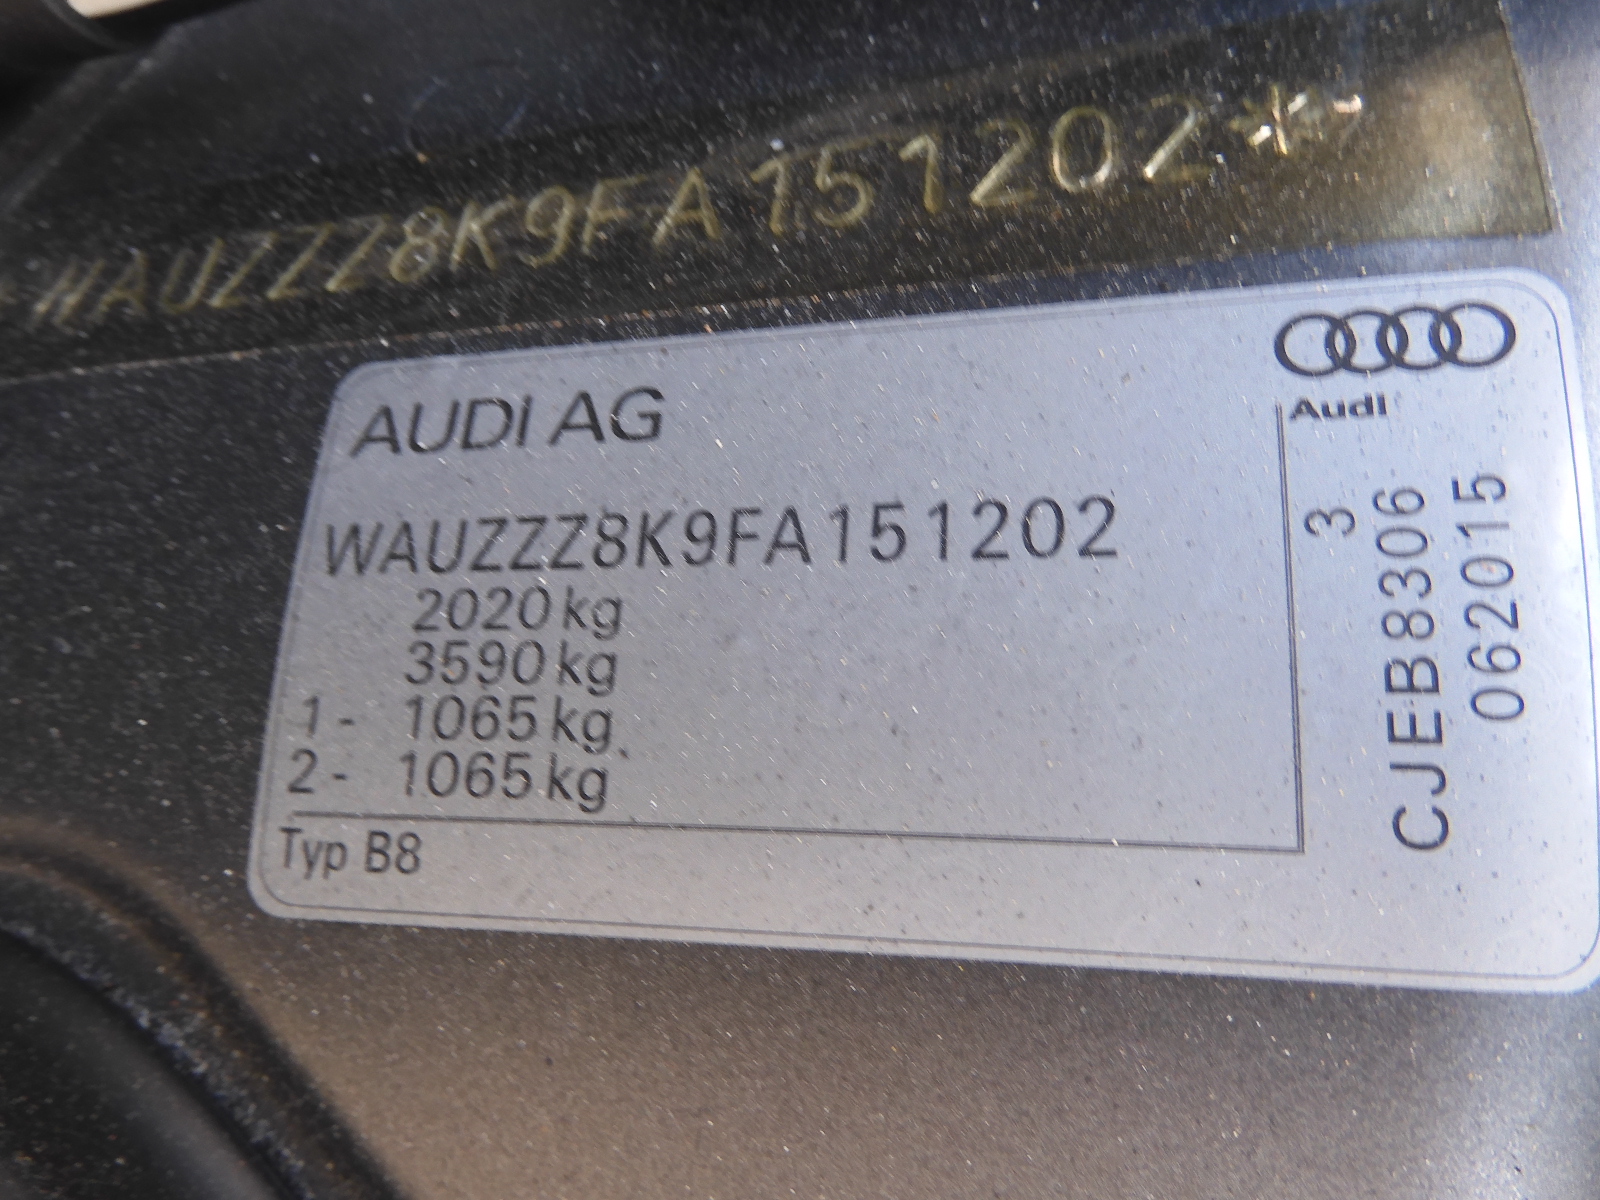 WAUZZZ8K9FA151202*
Audi
AUDI AG
WAUZZZ8K9FA151202
2020 kg
3590 kg
1 - 1065 kg
2 - 1065 kg
Typ B8
3
CJEB8306
062015